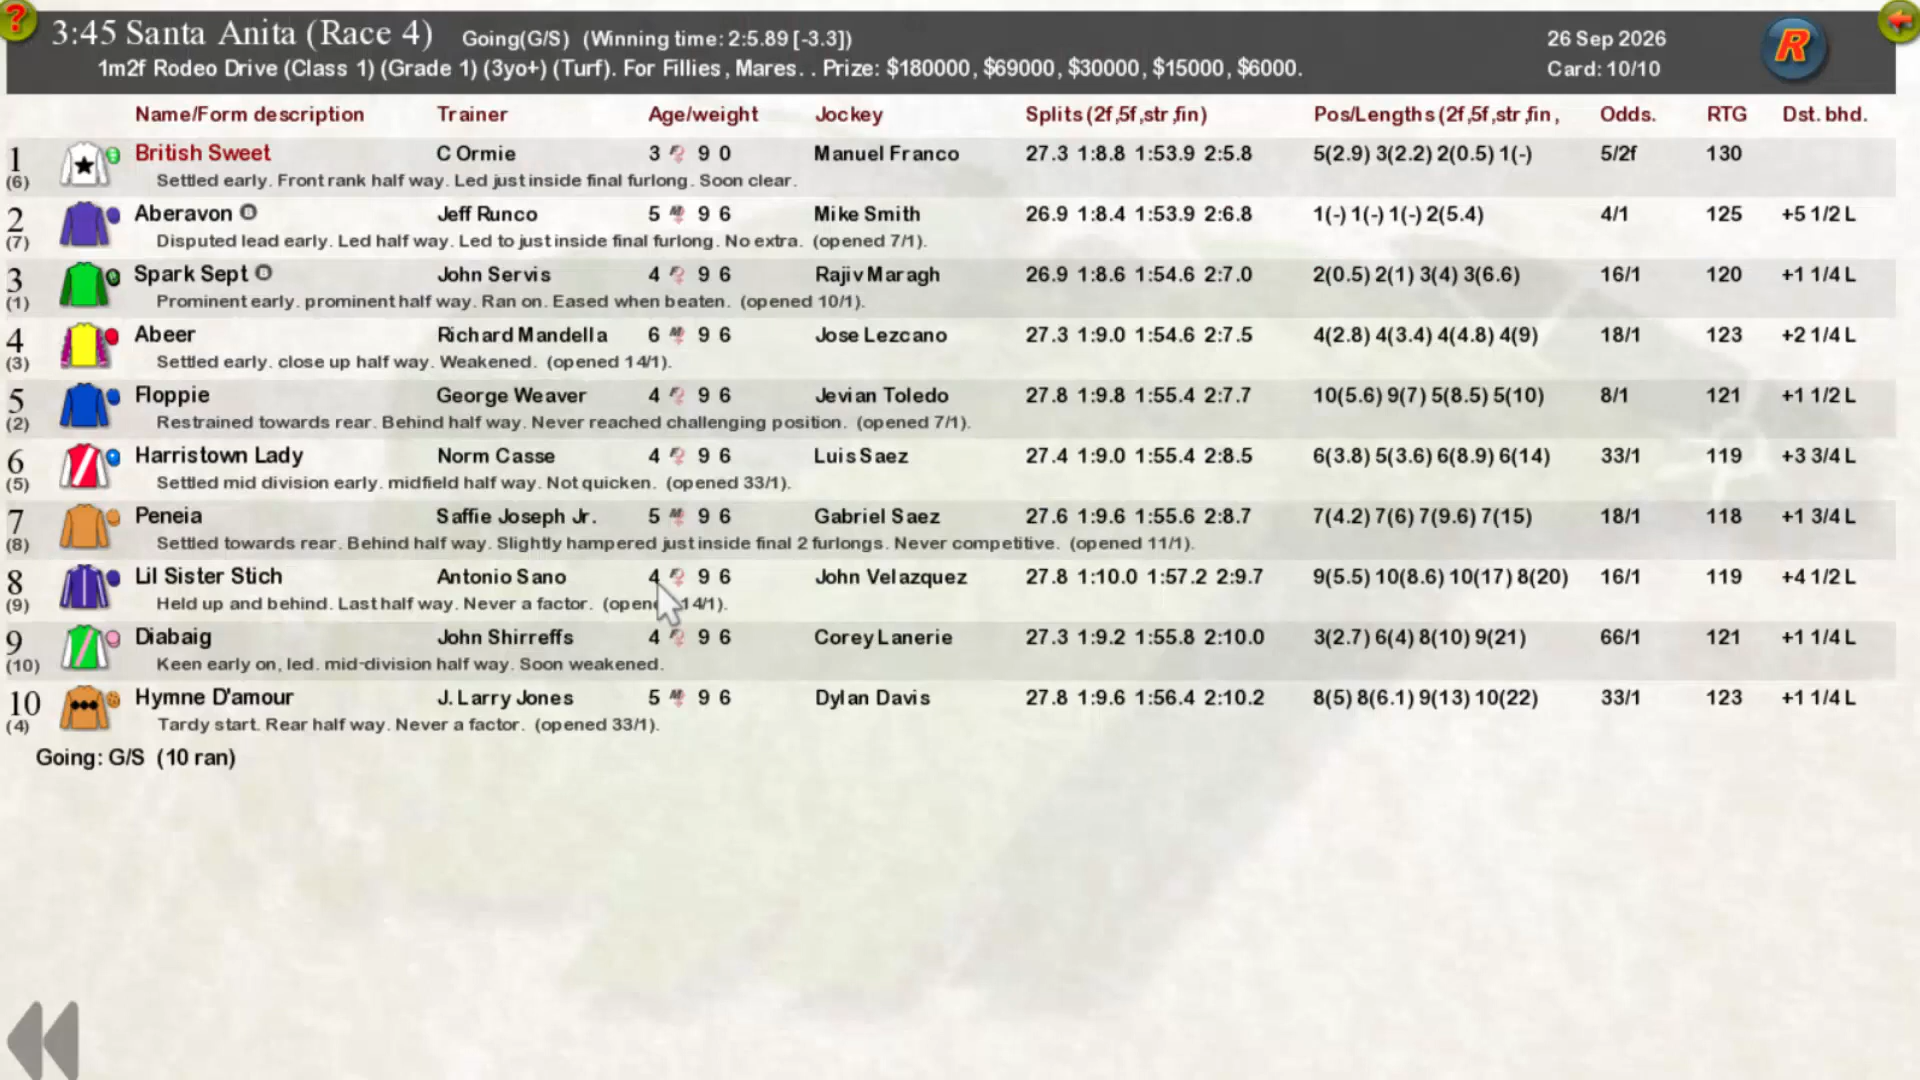 ?
3:45 Santa Anita (Race 4) Going(G/S) (Winning time: 2:5.89 [-3.3]) 26 Sep 2026
R
1m2f Rodeo Drive (Class 1) (Grade 1) (3yo+) (Turf). For Fillies, Mares. . Prize: $180000, $69000, $30000, $15000, $6000. Card: 10/10
Name/Form description Trainer Age/weight Jockey Splits (2f,5f,str,fin) Pos/Lengths (2f,5f,str,fin, Odds. RTG Dst. bhd.
1 British Sweet C Ormie 3 9 0 Manuel Franco 27.3 1:8.8 1:53.9 2:5.8 5(2.9) 3(2.2) 2(0.5) 1(-) 5/2f 130
(6) Settled early. Front rank half way. Led just inside final furlong. Soon clear.
2 Aberavon B Jeff Runco 5 M 9 6 Mike Smith 26.9 1:8.4 1:53.9 2:6.8 1(-) 1(-) 1(-) 2(5.4) 4/1 125 +5 1/2 L
(7) Disputed lead early. Led half way. Led to just inside final furlong. No extra. (opened 7/1).
3 Spark Sept B John Servis 4 9 6 Rajiv Maragh 26.9 1:8.6 1:54.6 2:7.0 2(0.5) 2(1) 3(4) 3(6.6) 16/1 120 +1 1/4 L
(1) Prominent early. prominent half way. Ran on. Eased when beaten. (opened 10/1).
4 Abeer Richard Mandella 6 M 9 6 Jose Lezcano 27.3 1:9.0 1:54.6 2:7.5 4(2.8) 4(3.4) 4(4.8) 4(9) 18/1 123 +2 1/4 L
(3) Settled early. close up half way. Weakened. (opened 14/1).
5 Floppie George Weaver 4 9 6 Jevian Toledo 27.8 1:9.8 1:55.4 2:7.7 10(5.6) 9(7) 5(8.5) 5(10) 8/1 121 +1 1/2 L
(2) Restrained towards rear. Behind half way. Never reached challenging position. (opened 7/1).
6 Harristown Lady Norm Casse 4 9 6 Luis Saez 27.4 1:9.0 1:55.4 2:8.5 6(3.8) 5(3.6) 6(8.9) 6(14) 33/1 119 +3 3/4 L
(5) Settled mid division early. midfield half way. Not quicken. (opened 33/1).
7 Peneia Saffie Joseph Jr. 5 M 9 6 Gabriel Saez 27.6 1:9.6 1:55.6 2:8.7 7(4.2) 7(6) 7(9.6) 7(15) 18/1 118 +1 3/4 L
(8) Settled towards rear. Behind half way. Slightly hampered just inside final 2 furlongs. Never competitive. (opened 11/1).
8 Lil Sister Stich Antonio Sano 4 9 6 John Velazquez 27.8 1:10.0 1:57.2 2:9.7 9(5.5) 10(8.6) 10(17) 8(20) 16/1 119 +4 1/2 L
(9) Held up and behind. Last half way. Never a factor. (open 14/1).
9 Diabaig John Shirreffs 4 9 6 Corey Lanerie 27.3 1:9.2 1:55.8 2:10.0 3(2.7) 6(4) 8(10) 9(21) 66/1 121 +1 1/4 L
(10) Keen early on, led. mid-division half way. Soon weakened.
10 Hymne D'amour J. Larry Jones 5 M 9 6 Dylan Davis 27.8 1:9.6 1:56.4 2:10.2 8(5) 8(6.1) 9(13) 10(22) 33/1 123 +1 1/4 L
(4) Tardy start. Rear half way. Never a factor. (opened 33/1).
Going: G/S (10 ran)